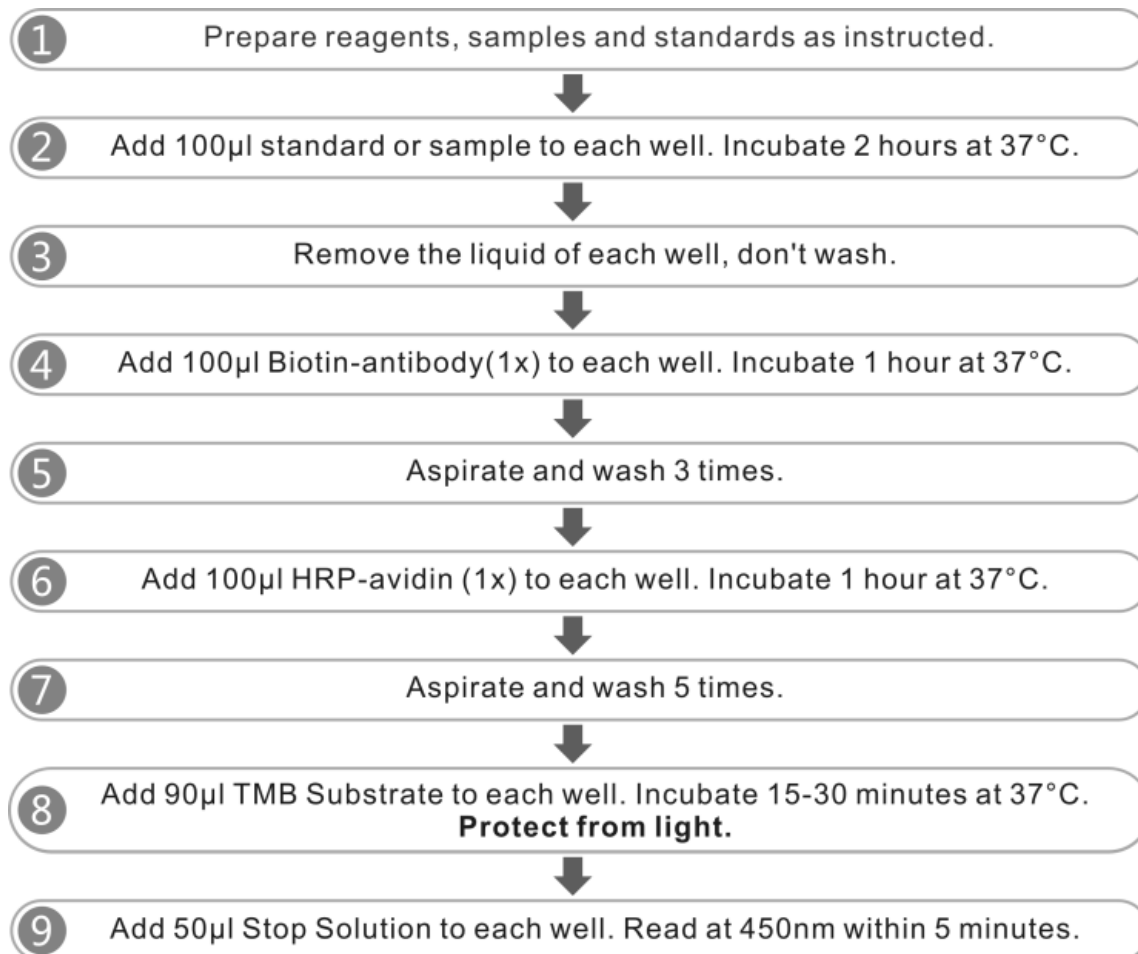 1 Prepare reagents, samples and standards as instructed.
2 Add 100μl standard or sample to each well. Incubate 2 hours at 37°C.
3 Remove the liquid of each well, don't wash.
4 Add 100μl Biotin-antibody(1x) to each well. Incubate 1 hour at 37°C.
5 Aspirate and wash 3 times.
6 Add 100μl HRP-avidin (1x) to each well. Incubate 1 hour at 37°C.
7 Aspirate and wash 5 times.
8 Add 90μl TMB Substrate to each well. Incubate 15-30 minutes at 37°C.
Protect from light.
9 Add 50μl Stop Solution to each well. Read at 450nm within 5 minutes.